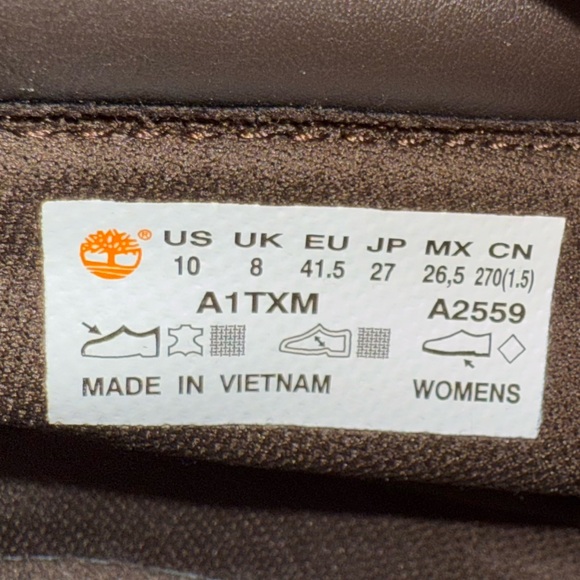 ® US UK EU JP MX CN
10 8 41.5 27 26,5 270(1.5)
A1TXM A2559
MADE IN VIETNAM WOMENS